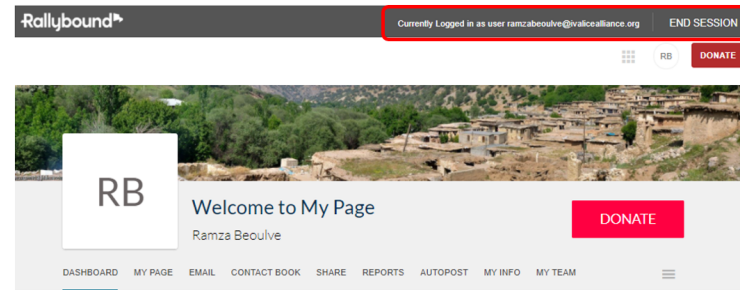 Rallybound
Currently Logged in as user ramzabeoulve@ivalicealliance.org END SESSION
RB DONATE
RB
Welcome to My Page
DONATE
Ramza Beoulve
DASHBOARD MY PAGE EMAIL CONTACT BOOK SHARE REPORTS AUTOPOST MY INFO MY TEAM